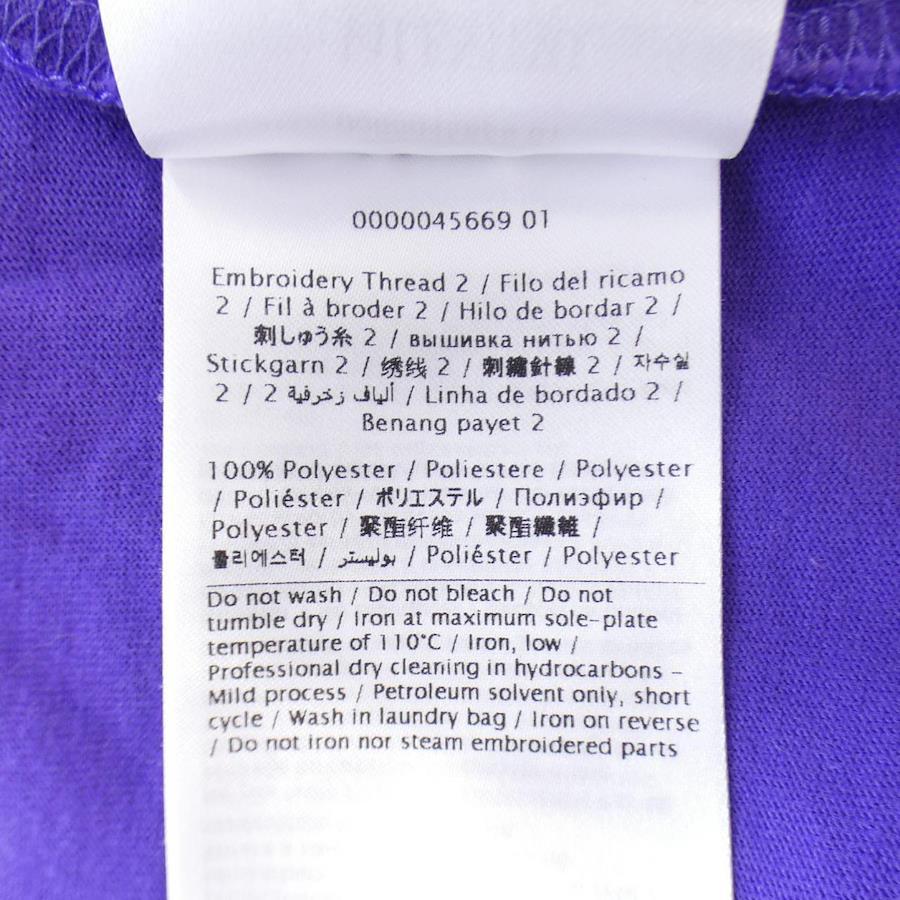 0000045669 01
Embroidery Thread 2 / Filo del ricamo
2 / Fil à broder 2 / Hilo de bordar 2 /
刺しゅう糸 2 / вышивка нитью 2 /
Stickgarn 2 / 绣线 2 / 刺繡針線 2 / 자수실
2 / ألياف زخرفية 2 / Linha de bordado 2 /
Benang payet 2
100% Polyester / Poliestere / Polyester
/ Poliéster / ポリエステル / Полиэфир /
Polyester / 聚酯纤维 / 聚酯纖維 /
폴리에스터 / بوليستر / Poliéster / Polyester
Do not wash / Do not bleach / Do not
tumble dry / Iron at maximum sole-plate
temperature of 110°C / Iron, low /
Professional dry cleaning in hydrocarbons –
Mild process / Petroleum solvent only, short
cycle / Wash in laundry bag / Iron on reverse
/ Do not iron nor steam embroidered parts